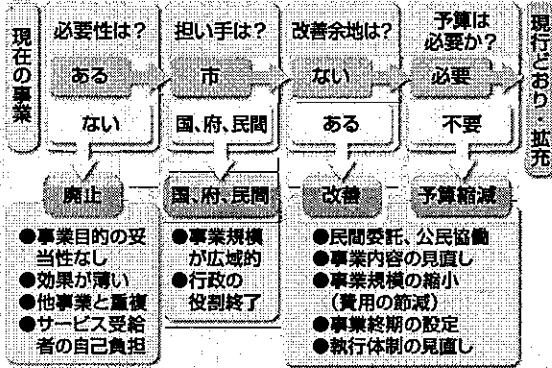 現在の事業
必要性は?
ある
ない
担い手は?
市
国、府、民間
改善余地は?
ない
ある
予算は
必要か?
必要
不要
現行どおり・拡充
廃止
国、府、民間
改善
予算縮減
●事業目的の妥
当性なし
●効果が薄い
●他事業と重複
●サービス受給
者の自己負担
●事業規模
が広域的
●行政の
役割終了
●民間委託、公民協働
●事業内容の見直し
●事業規模の縮小
(費用の節減)
●事業終期の設定
●執行体制の見直し